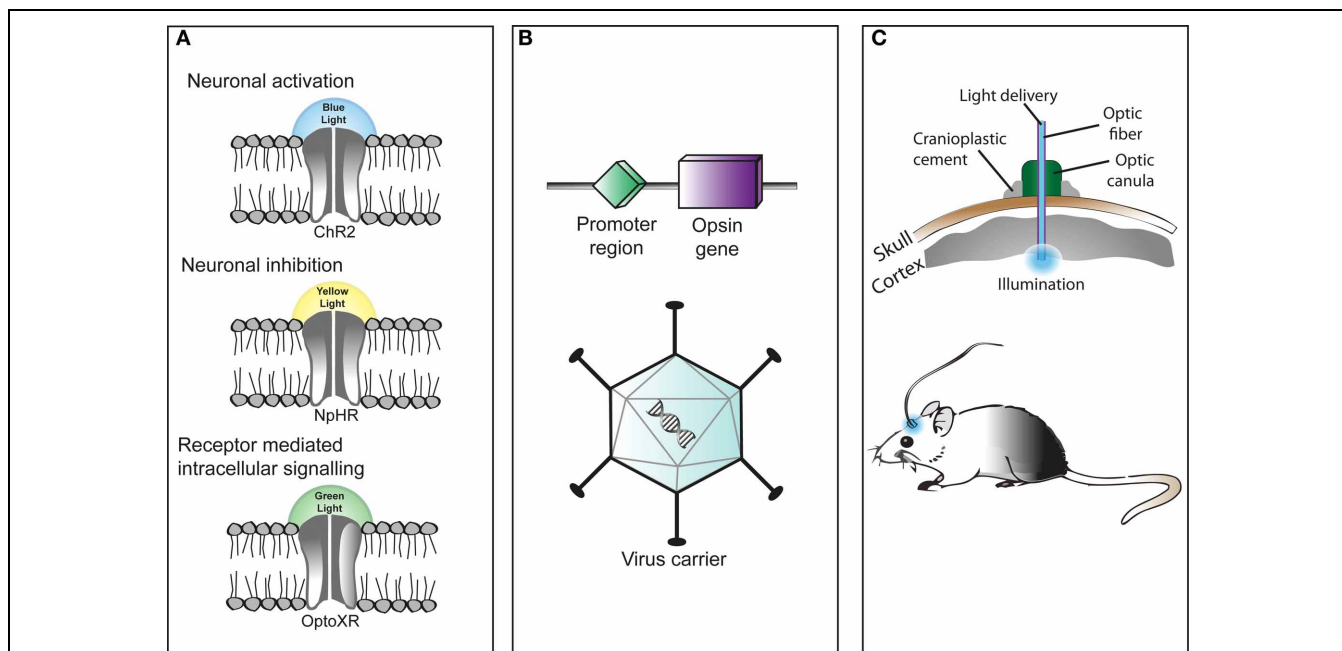 A
Neuronal activation
Blue
Light
ChR2
Neuronal inhibition
Yellow
Light
NpHR
Receptor mediated
intracellular signalling
Green
Light
OptoXR
B
Promoter
region
Opsin
gene
Virus carrier
C
Light delivery
Optic
fiber
Cranioplastic
cement
Optic
canula
Skull
Cortex
Illumination